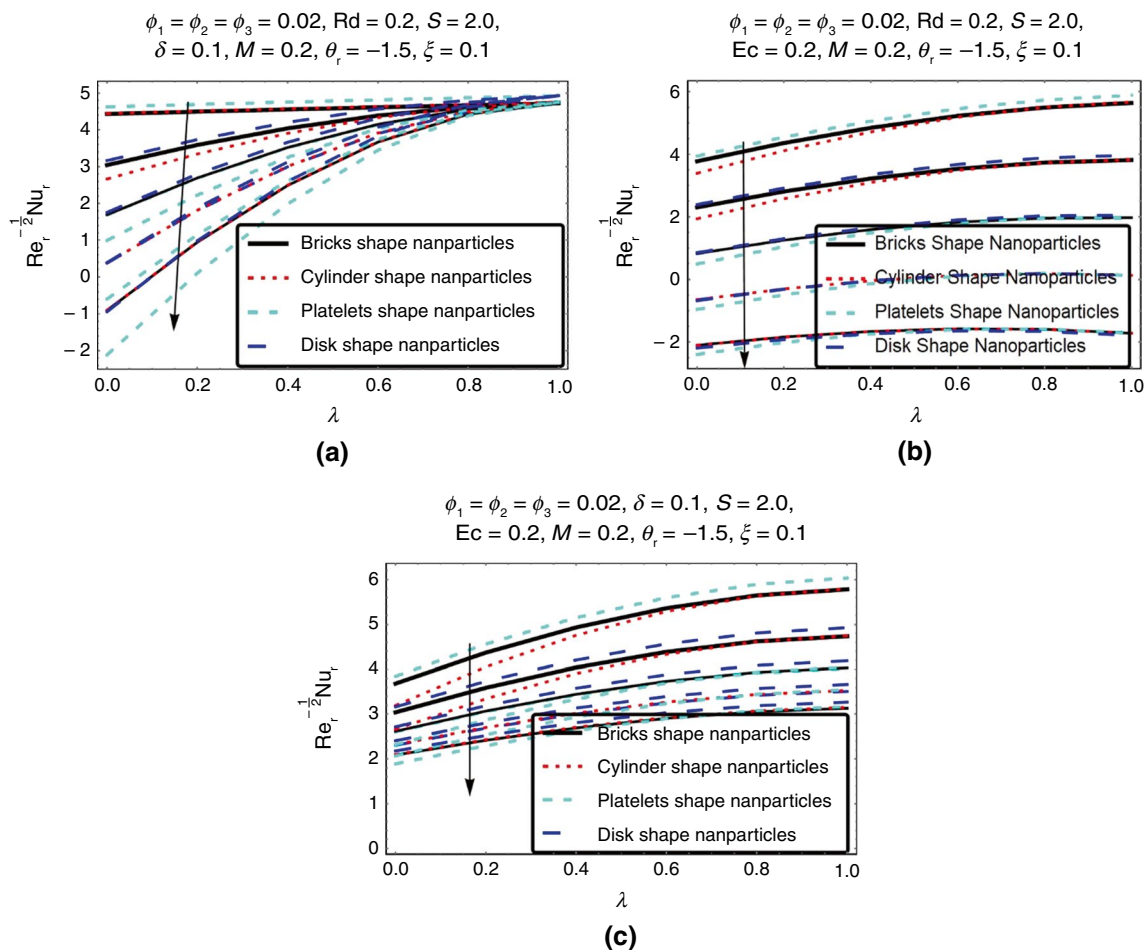 ϕ1 = ϕ2 = ϕ3 = 0.02, Rd = 0.2, S = 2.0,
δ = 0.1, M = 0.2, θr = −1.5, ξ = 0.1
5
4
3
2
1
0
−1
−2
Re_r^{-1/2} Nu_r
Bricks shape nanparticles
Cylinder shape nanparticles
Platelets shape nanparticles
Disk shape nanparticles
0.0 0.2 0.4 0.6 0.8 1.0
λ
(a)
ϕ1 = ϕ2 = ϕ3 = 0.02, Rd = 0.2, S = 2.0,
Ec = 0.2, M = 0.2, θr = −1.5, ξ = 0.1
6
4
2
0
−2
Re_r^{-1/2} Nu_r
Bricks Shape Nanoparticles
Cylinder Shape Nanoparticles
Platelets Shape Nanoparticles
Disk Shape Nanoparticles
0.0 0.2 0.4 0.6 0.8 1.0
λ
(b)
ϕ1 = ϕ2 = ϕ3 = 0.02, δ = 0.1, S = 2.0,
Ec = 0.2, M = 0.2, θr = −1.5, ξ = 0.1
6
5
4
3
2
1
0
Re_r^{-1/2} Nu_r
Bricks shape nanparticles
Cylinder shape nanparticles
Platelets shape nanparticles
Disk shape nanparticles
0.0 0.2 0.4 0.6 0.8 1.0
λ
(c)